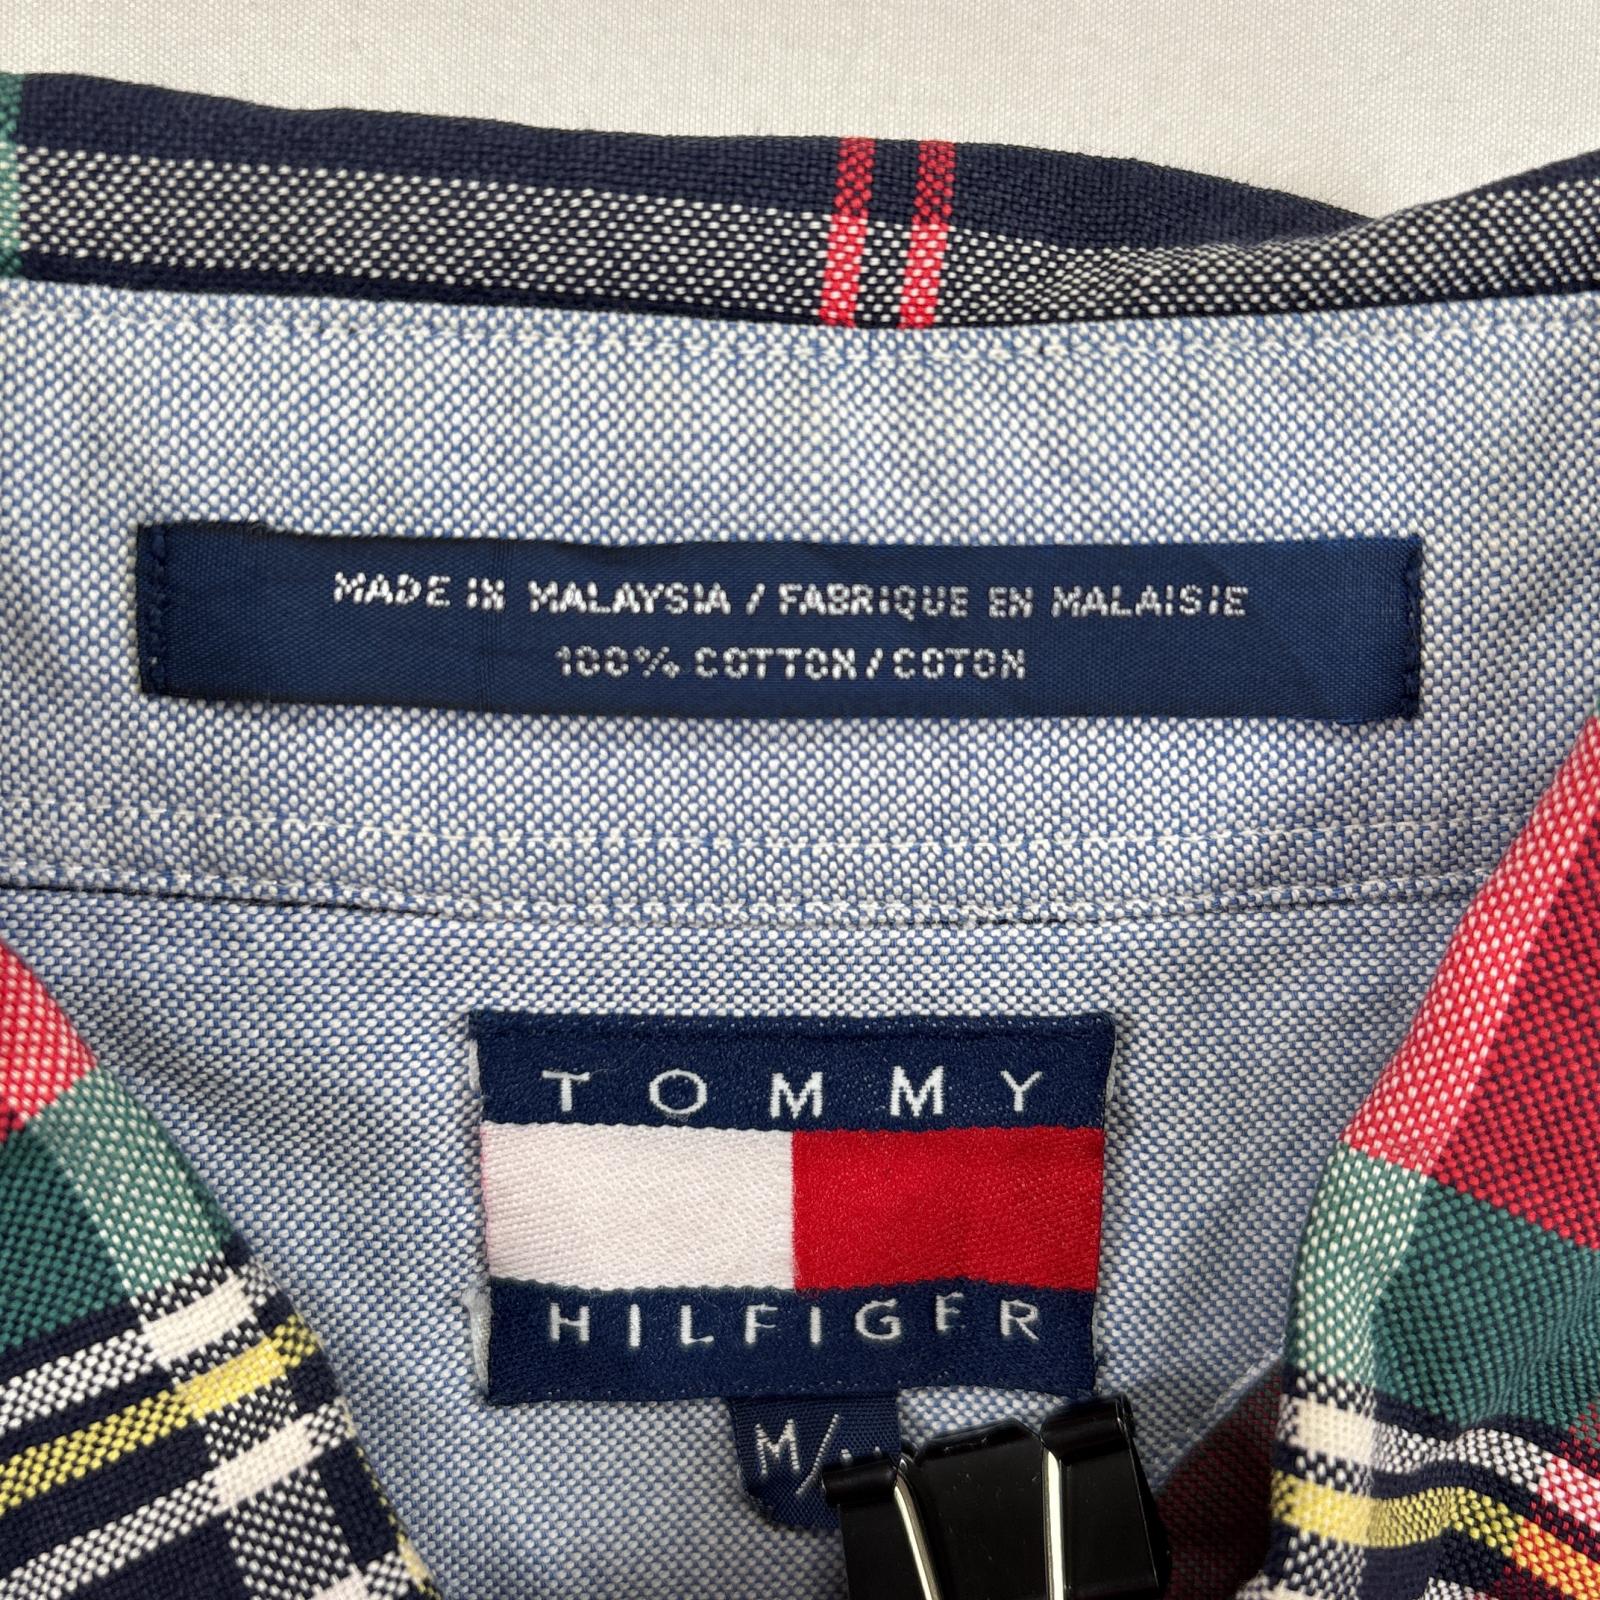 MADE IN MALAYSIA / FABRIQUE EN MALAISIE
100% COTTON / COTON
TOMMY
HILFIGER
M/